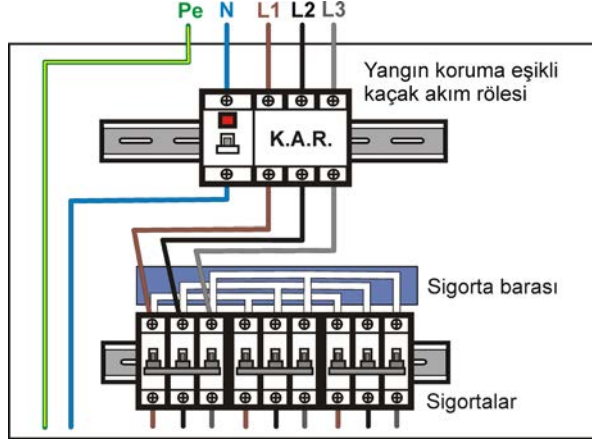 Pe N L1 L2 L3
Yangın koruma eşikli
kaçak akım rölesi
K.A.R.
Sigorta barası
Sigortalar